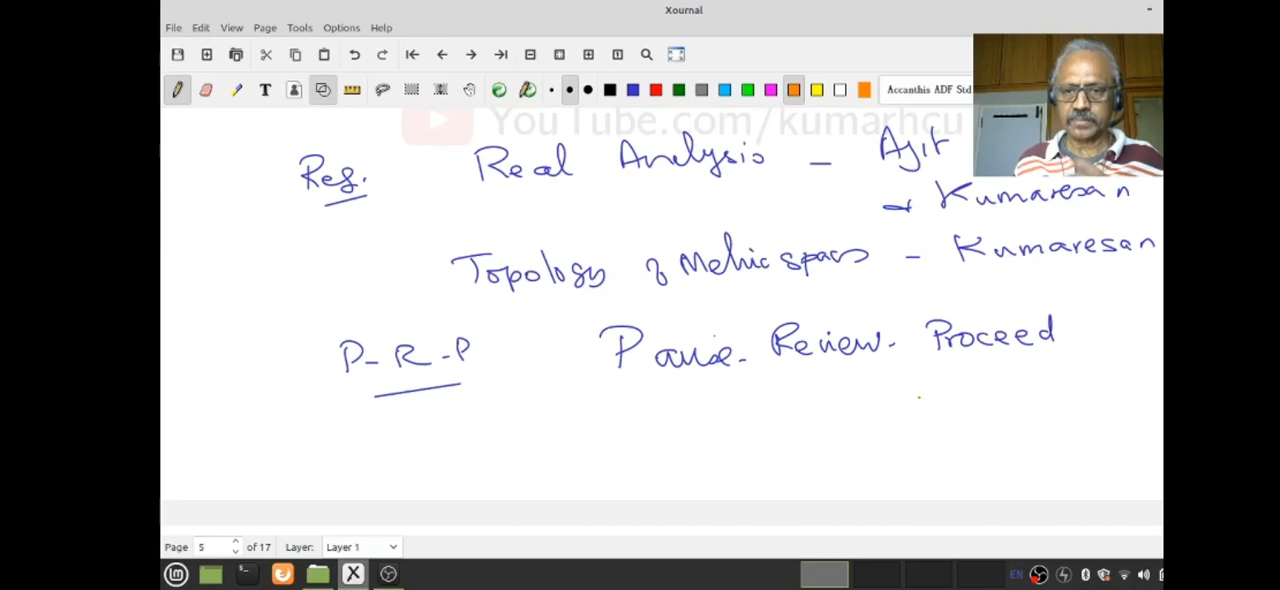 Xournal
File Edit View Page Tools Options Help
Accanthis ADF Std
YouTube.com/kumarhcu
Ref. Real Analysis - Ajit
& Kumaresan
Topology of Metric spaces - Kumaresan
P-R-P Pause. Review. Proceed
Page 5 of 17 Layer: Layer 1
EN